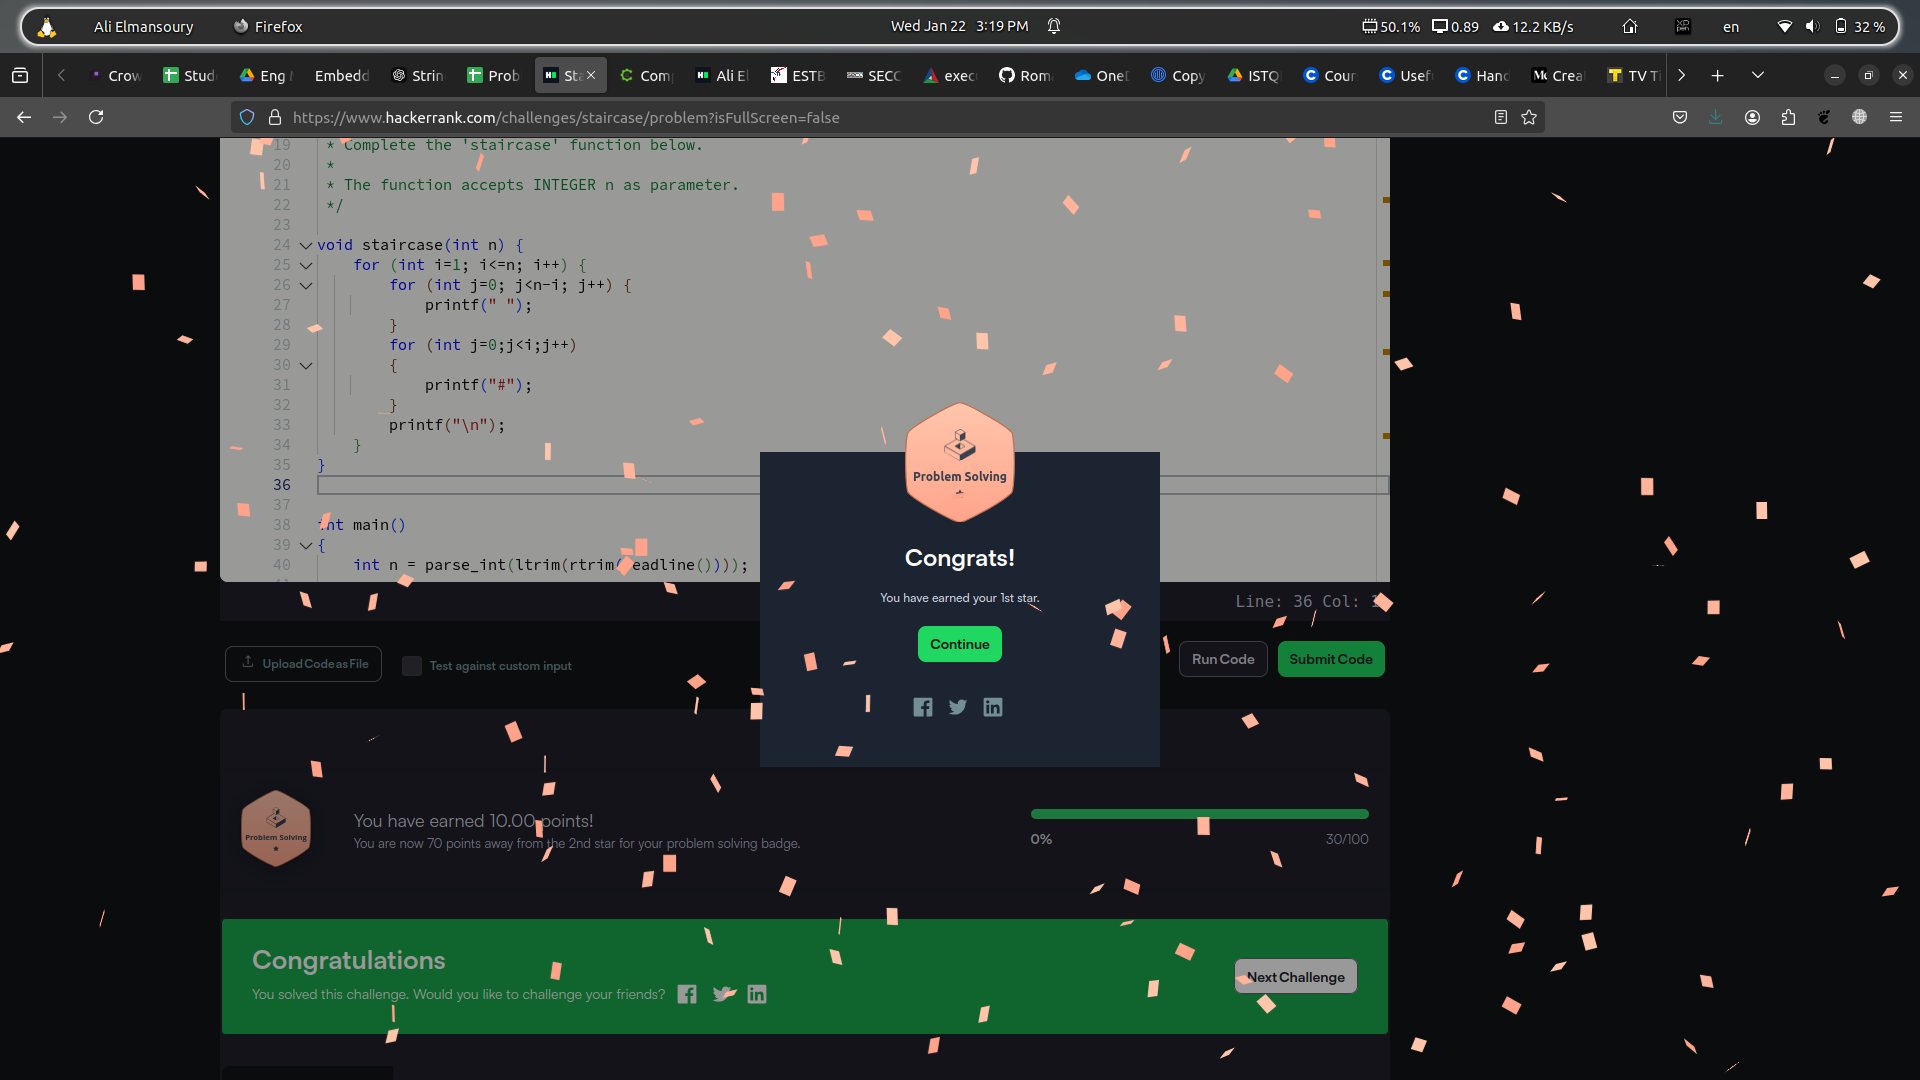 Ali Elmansoury
Firefox
Wed Jan 22 3:19 PM
50.1%
0.89
12.2 KB/s
XP
pen
en
32 %
Crow
Stud
Eng
Embedd
Strin
Prob
Sta
Com
Ali El
ESTB
SECC
exec
Rom
OneD
Copy
ISTQ
Cour
Usef
Hand
Crea
TV Ti
https://www.hackerrank.com/challenges/staircase/problem?isFullScreen=false
19 * Complete the 'staircase' function below.
20 *
21 * The function accepts INTEGER n as parameter.
22 */
23
24 void staircase(int n) {
25 for (int i=1; i<=n; i++) {
26 for (int j=0; j<n-i; j++) {
27 printf(" ");
28 }
29 for (int j=0;j<i;j++)
30 {
31 printf("#");
32 }
33 printf("\n");
34 }
35 }
36
37
38 int main()
39 {
40 int n = parse_int(ltrim(rtrim(readline())));
Line: 36 Col: 1
Problem Solving
Congrats!
You have earned your 1st star.
Continue
Upload Code as File
Test against custom input
Run Code
Submit Code
Problem Solving
You have earned 10.00 points!
You are now 70 points away from the 2nd star for your problem solving badge.
0%
30/100
Congratulations
You solved this challenge. Would you like to challenge your friends?
Next Challenge